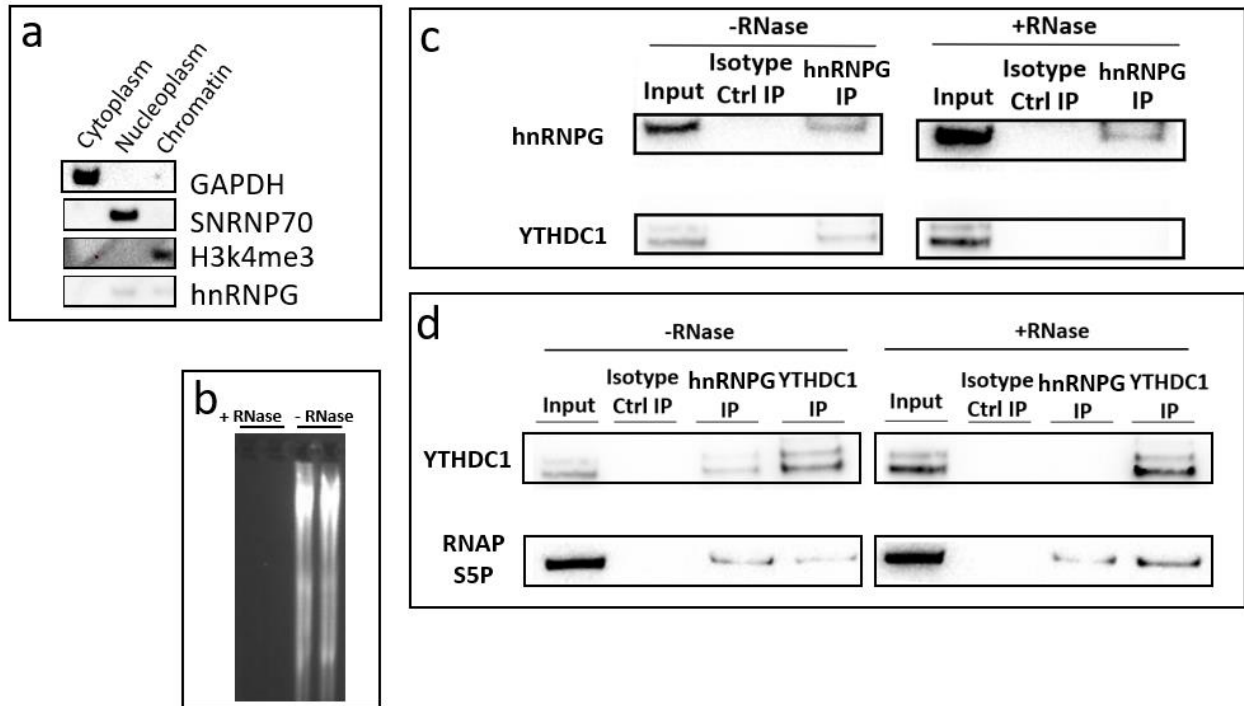 a
Cytoplasm
Nucleoplasm
Chromatin
GAPDH
SNRNP70
H3k4me3
hnRNPG
b
+ RNase - RNase
c
-RNase +RNase
Input Isotype Ctrl IP hnRNPG IP Input Isotype Ctrl IP hnRNPG IP
hnRNPG
YTHDC1
d
-RNase +RNase
Input Isotype Ctrl IP hnRNPG IP YTHDC1 IP Input Isotype Ctrl IP hnRNPG IP YTHDC1 IP
YTHDC1
RNAP
S5P